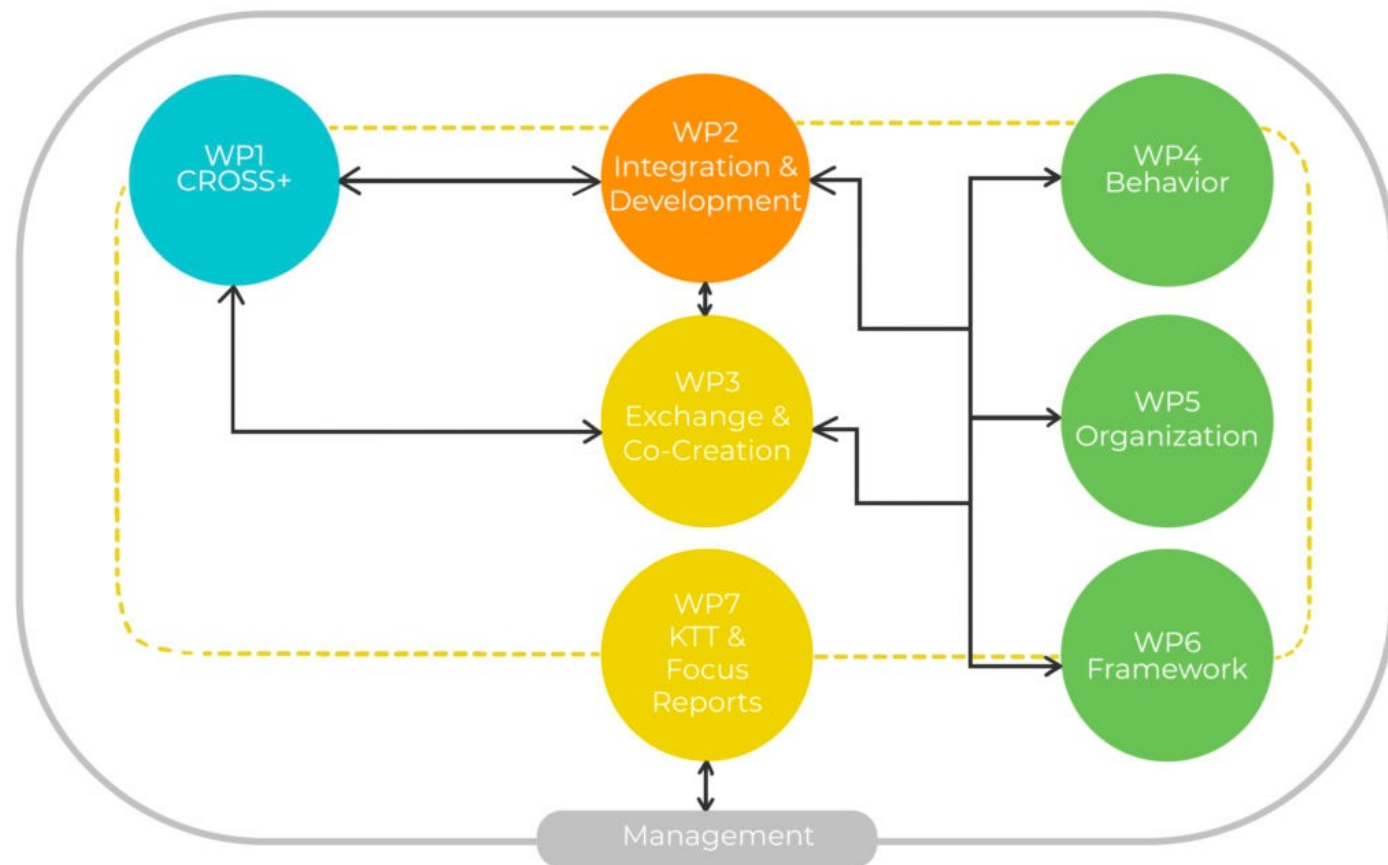 WP1
CROSS+
WP2
Integration &
Development
WP4
Behavior
WP3
Exchange &
Co-Creation
WP5
Organization
WP7
KTT &
Focus
Reports
WP6
Framework
Management